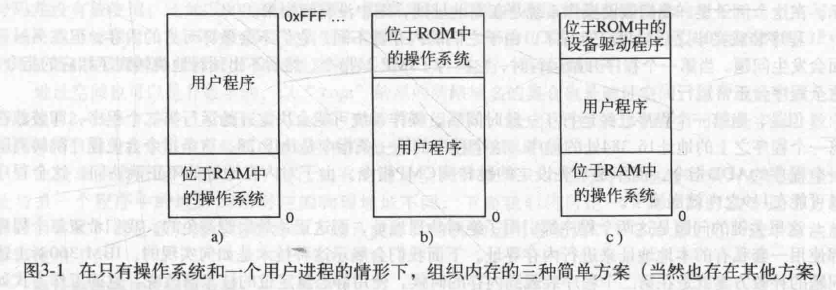 0xFFF ...
用户程序
位于RAM中
的操作系统
0
a)
位于ROM中
的操作系统
用户程序
0
b)
位于ROM中的
设备驱动程序
用户程序
位于RAM中
的操作系统
0
c)
图3-1 在只有操作系统和一个用户进程的情形下，组织内存的三种简单方案（当然也存在其他方案）